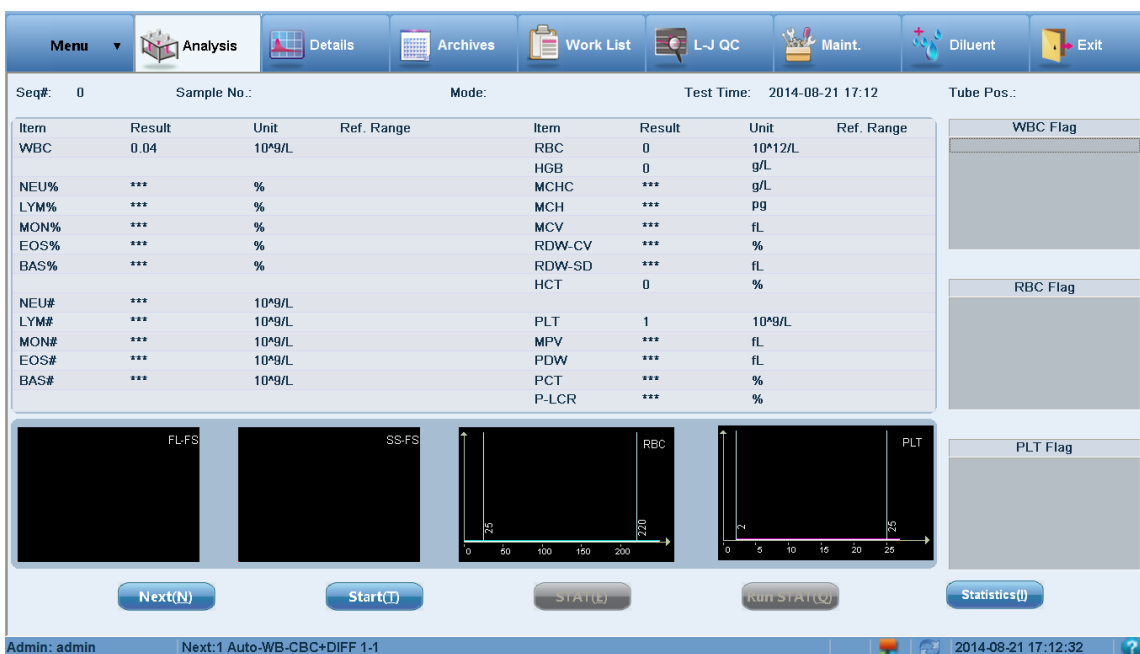 Menu ▼ Analysis Details Archives Work List L-J QC Maint. Diluent Exit
Seq#: 0 Sample No.: Mode: Test Time: 2014-08-21 17:12 Tube Pos.:
Item Result Unit Ref. Range Item Result Unit Ref. Range WBC Flag
WBC 0.04 10^9/L RBC 0 10^12/L
HGB 0 g/L
NEU% *** % MCHC *** g/L
LYM% *** % MCH *** pg
MON% *** % MCV *** fL
EOS% *** % RDW-CV *** %
BAS% *** % RDW-SD *** fL
HCT 0 % RBC Flag
NEU# *** 10^9/L
LYM# *** 10^9/L PLT 1 10^9/L
MON# *** 10^9/L MPV *** fL
EOS# *** 10^9/L PDW *** fL
BAS# *** 10^9/L PCT *** %
P-LCR *** %
FL-FS SS-FS RBC PLT PLT Flag
25 220 2 25
0 50 100 150 200 0 5 10 15 20 25
Next(N) Start(T) STAT(E) Run STAT(Q) Statistics(I)
Admin: admin Next:1 Auto-WB-CBC+DIFF 1-1 2014-08-21 17:12:32 ?